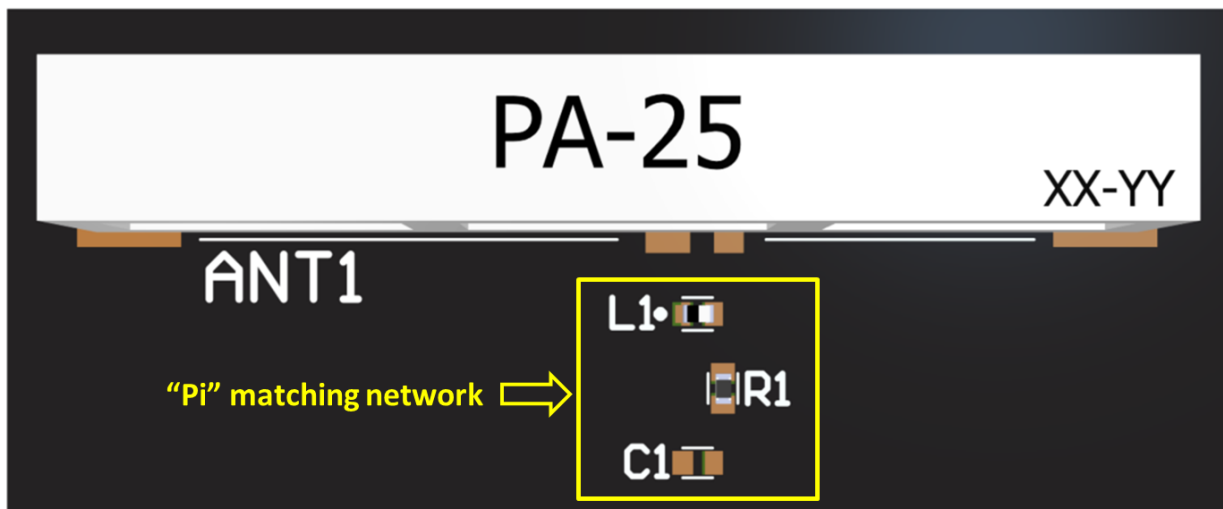 PA-25
XX-YY
ANT1
L1
“Pi” matching network
R1
C1